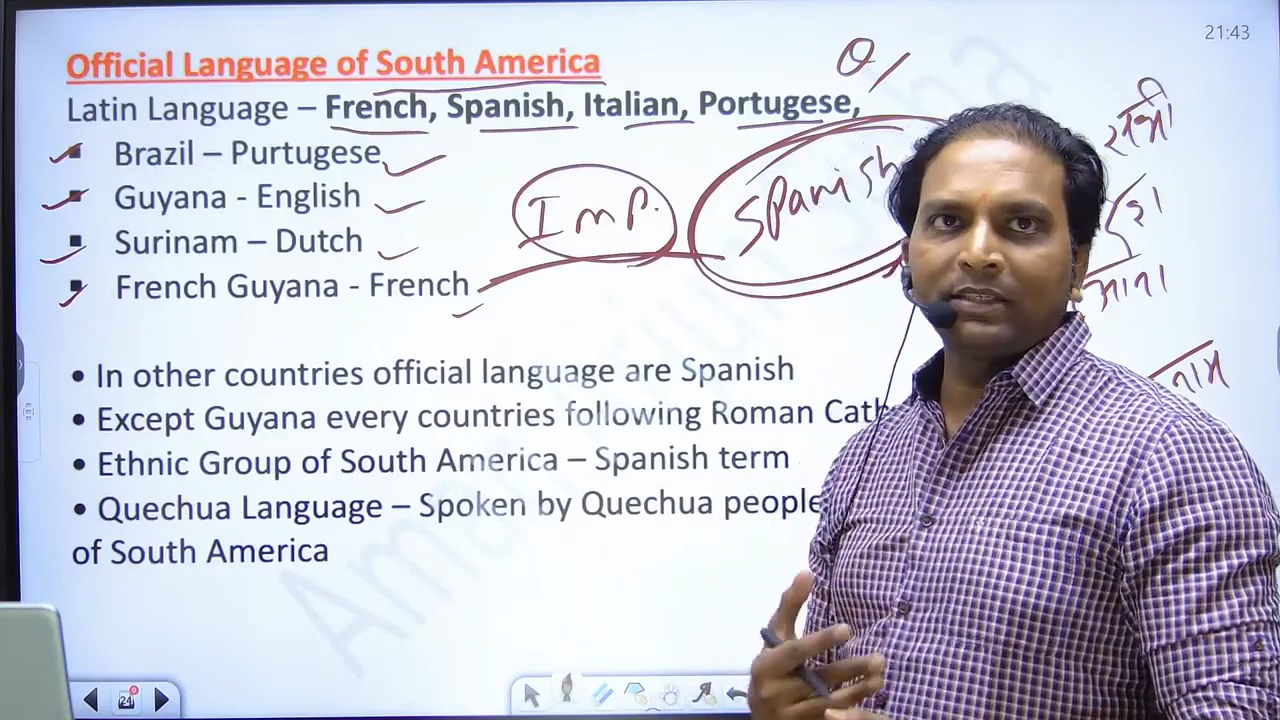 21:43
Official Language of South America
Latin Language – French, Spanish, Italian, Portugese,
Brazil – Purtugese
Guyana - English
Surinam – Dutch
French Guyana - French
Imp.
Spanish
• In other countries official language are Spanish
• Except Guyana every countries following Roman
• Ethnic Group of South America – Spanish term
• Quechua Language – Spoken by Quechua people
of South America
24